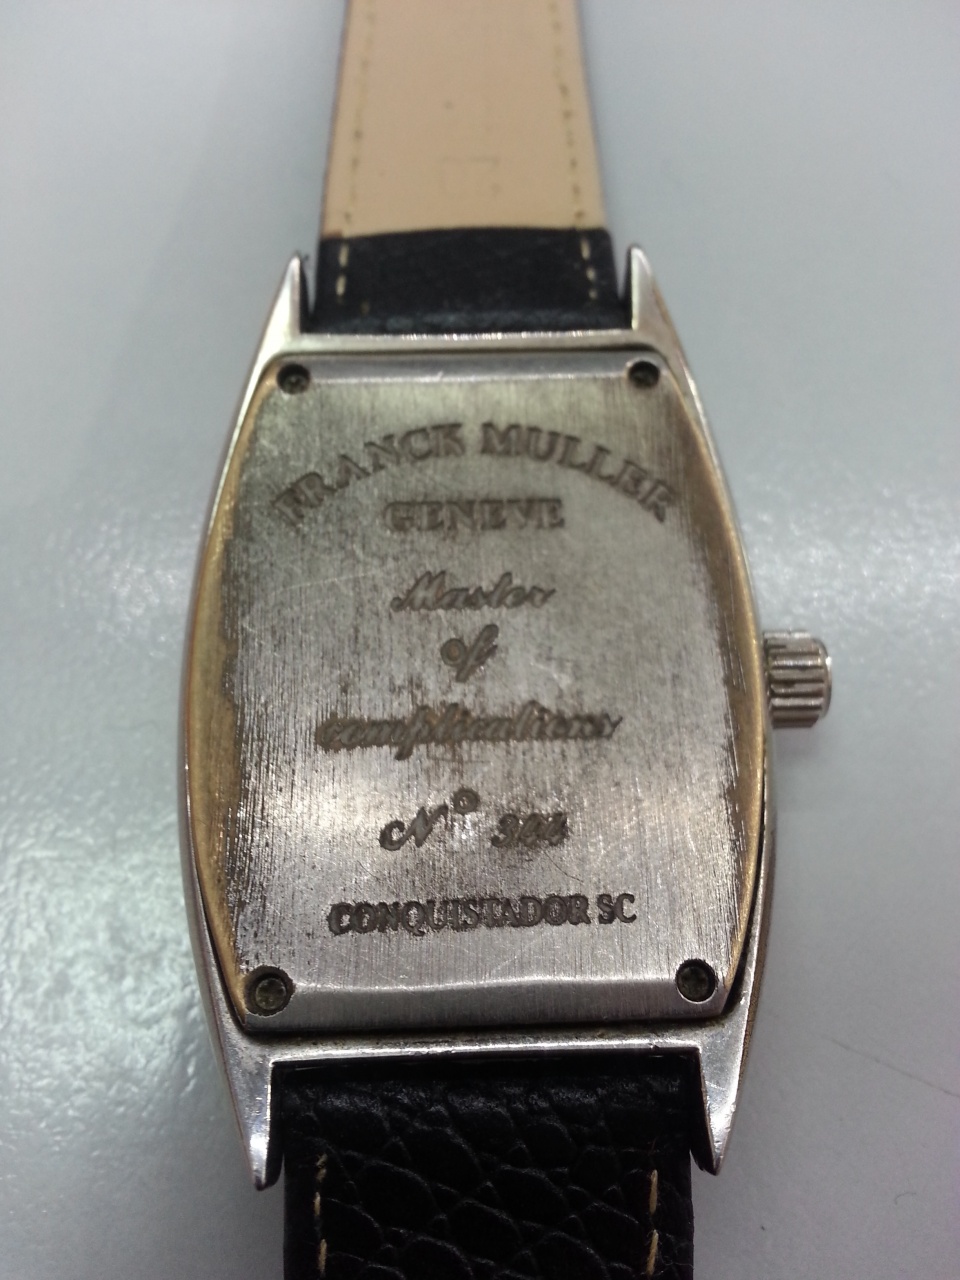 FRANCK MULLER
GENEVE
Master
of
complications
N°
CONQUISTADOR SC